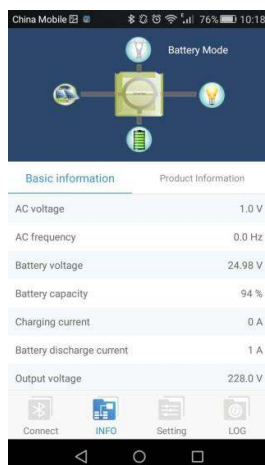 China Mobile 76% 10:18
Battery Mode
Basic information Product Information
AC voltage 1.0 V
AC frequency 0.0 Hz
Battery voltage 24.98 V
Battery capacity 94 %
Charging current 0 A
Battery discharge current 1 A
Output voltage 228.0 V
Connect INFO Setting LOG